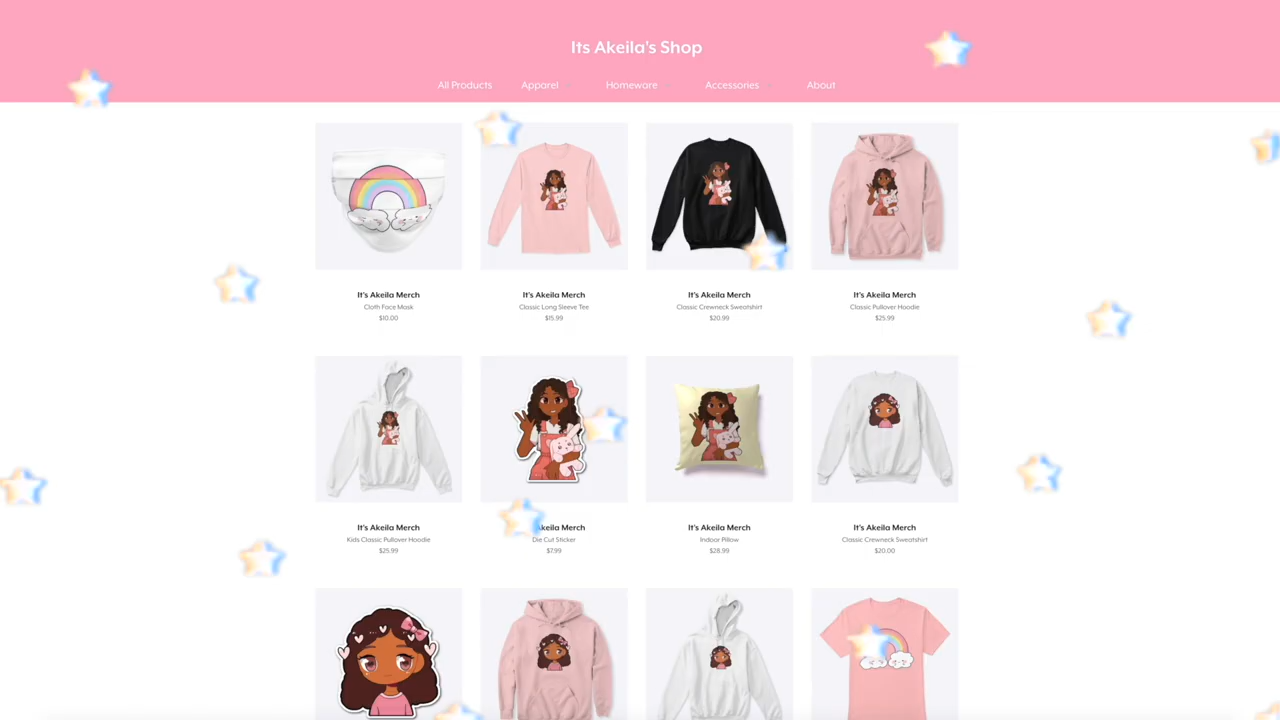 Its Akeila's Shop
All Products Apparel Homeware Accessories About
It's Akeila Merch
Cloth Face Mask
$10.00
It's Akeila Merch
Classic Long Sleeve Tee
$15.99
It's Akeila Merch
Classic Crewneck Sweatshirt
$20.99
It's Akeila Merch
Classic Pullover Hoodie
$25.99
It's Akeila Merch
Kids Classic Pullover Hoodie
$25.99
Akeila Merch
Die Cut Sticker
$7.99
It's Akeila Merch
Indoor Pillow
$28.99
It's Akeila Merch
Classic Crewneck Sweatshirt
$20.00